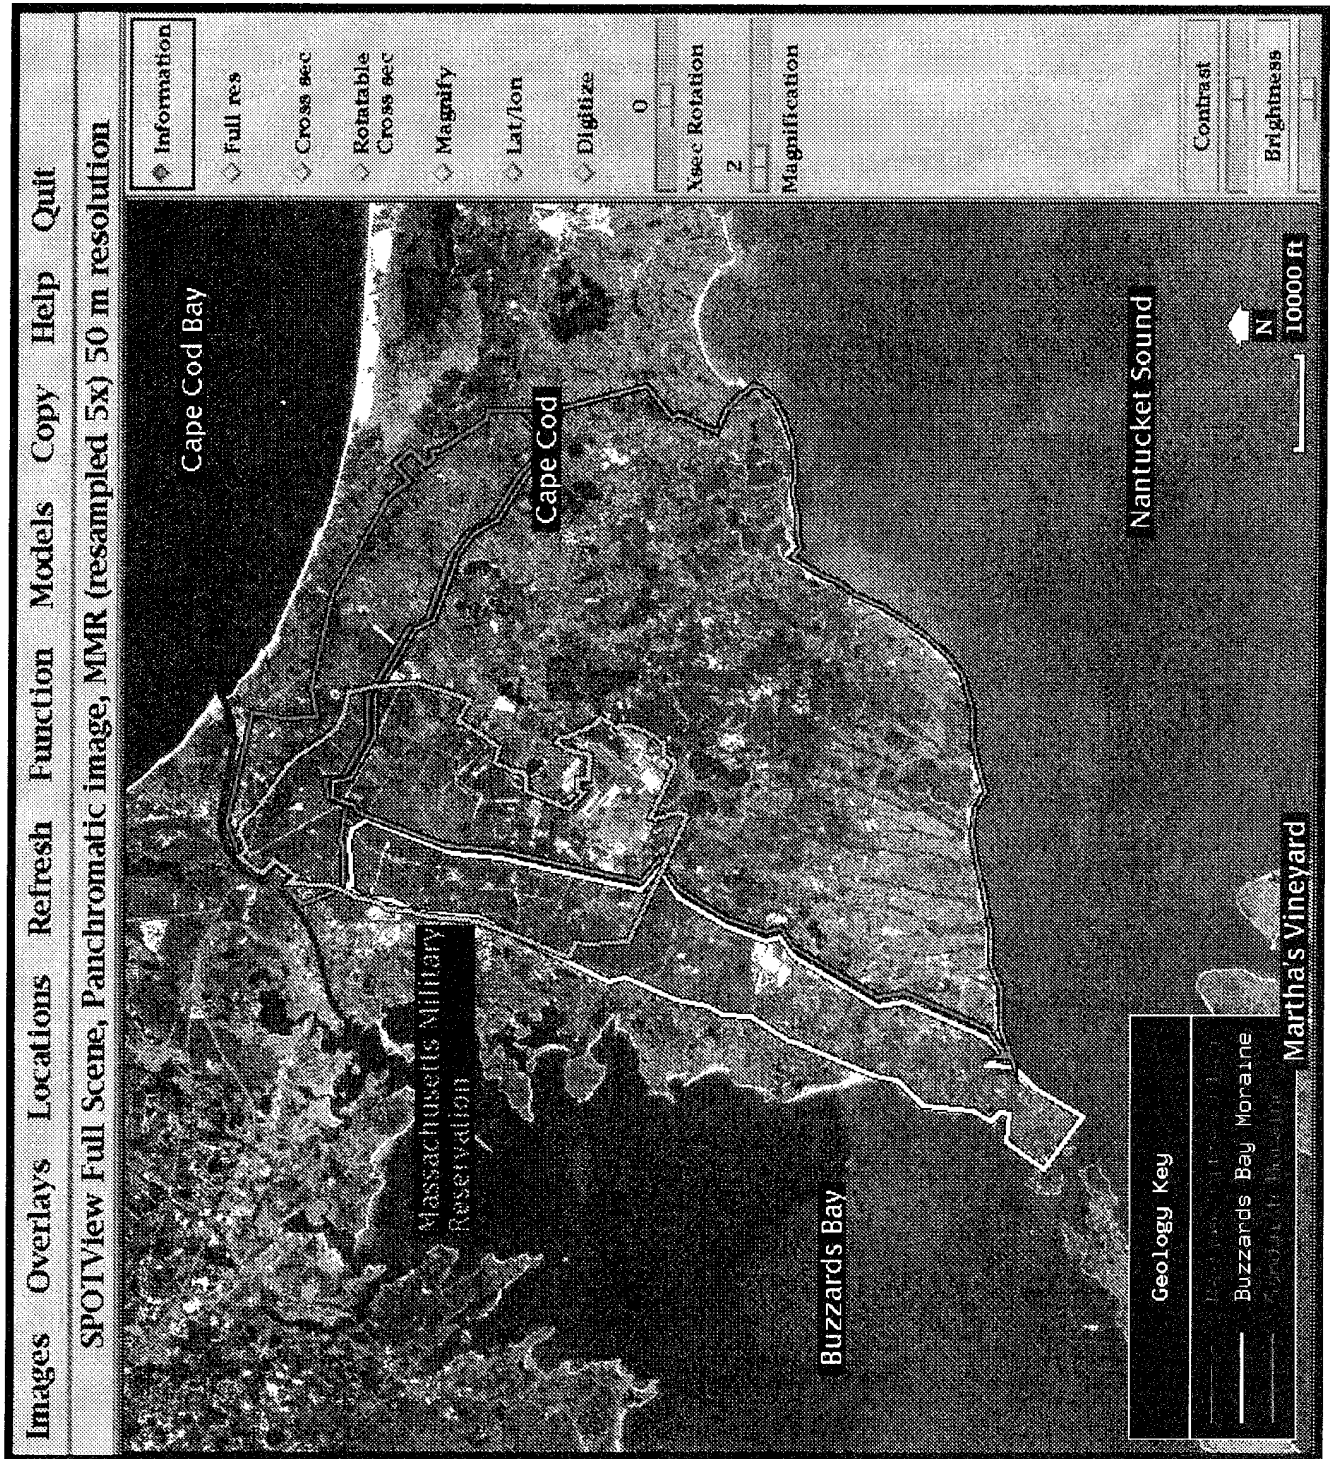 Images Overlays Locations Refresh Function Models Copy Help Quit
SPOTView Full Scene, Panchromatic image, MMR (resampled 5x) 50 m resolution
Cape Cod Bay
Cape Cod
Massachusetts Military
Reservation
Buzzards Bay
Nantucket Sound
Martha's Vineyard
N
10000 ft
Geology Key
Buzzards Bay Moraine
Information
Full res
Cross sec
Rotatable
Cross sec
Magnify
Lat/lon
Digitize
0
Xsec Rotation
2
Magnification
Contrast
Brightness